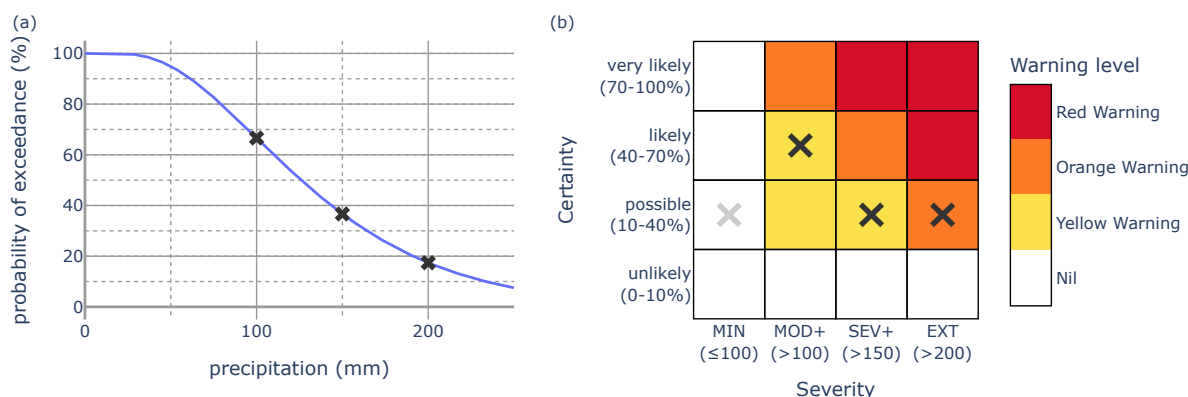 (a)
probability of exceedance (%)
100
80
60
40
20
0
0
100
200
precipitation (mm)
(b)
Certainty
very likely
(70-100%)
likely
(40-70%)
possible
(10-40%)
unlikely
(0-10%)
MIN
(≤100)
MOD+
(>100)
SEV+
(>150)
EXT
(>200)
Severity
Warning level
Red Warning
Orange Warning
Yellow Warning
Nil